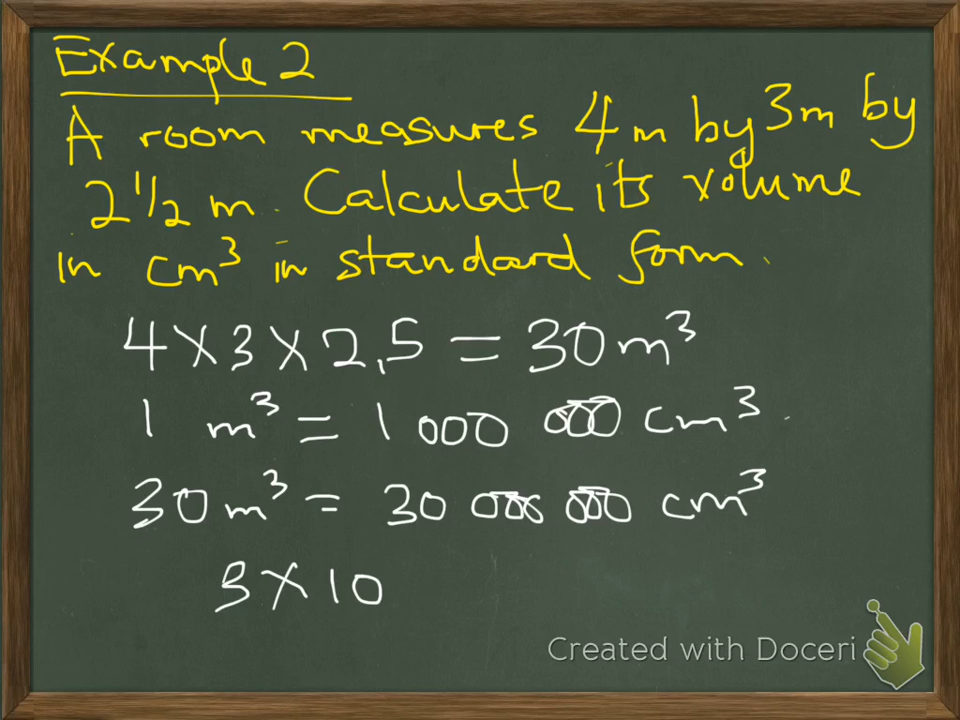 Example 2
A room measures 4m by 3m by
2 1/2 m. Calculate its volume
in cm³ in standard form.
4 X 3 X 2,5 = 30 m³
1 m³ = 1 000 000 cm³.
30 m³ = 30 000 000 cm³
3 X 10
Created with Doceri